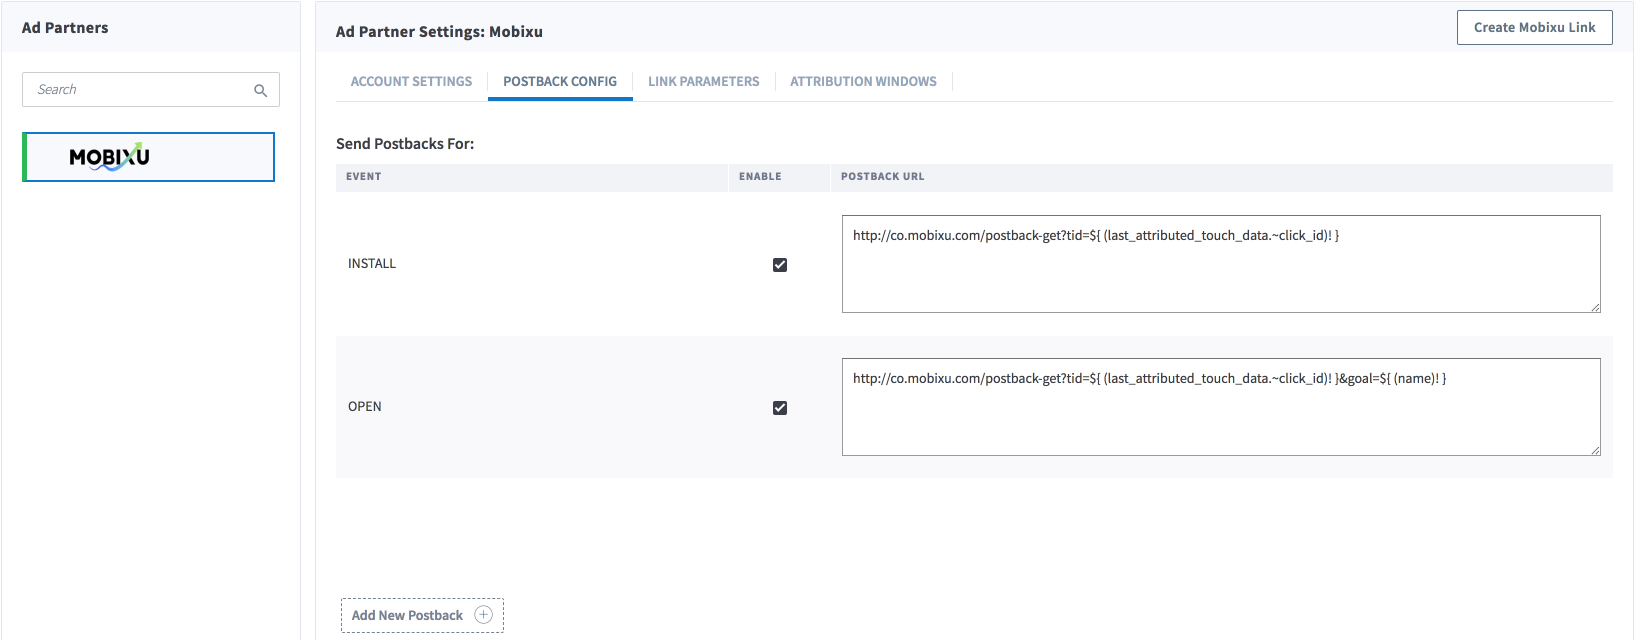 Ad Partners
Search
MOBIXU
Ad Partner Settings: Mobixu
Create Mobixu Link
ACCOUNT SETTINGS
POSTBACK CONFIG
LINK PARAMETERS
ATTRIBUTION WINDOWS
Send Postbacks For:
EVENT ENABLE POSTBACK URL
INSTALL
http://co.mobixu.com/postback-get?tid=${ (last_attributed_touch_data.~click_id)! }
OPEN
http://co.mobixu.com/postback-get?tid=${ (last_attributed_touch_data.~click_id)! }&goal=${ (name)! }
Add New Postback